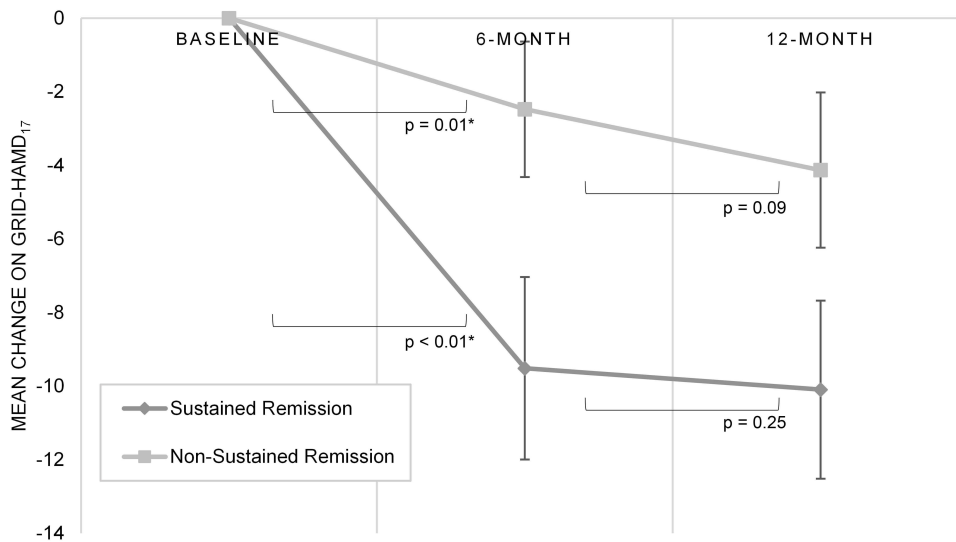 0
BASELINE 6-MONTH 12-MONTH
-2
p = 0.01*
-4
p = 0.09
-6
-8
p < 0.01*
-10
p = 0.25
-12
-14
MEAN CHANGE ON GRID-HAMD17
Sustained Remission
Non-Sustained Remission